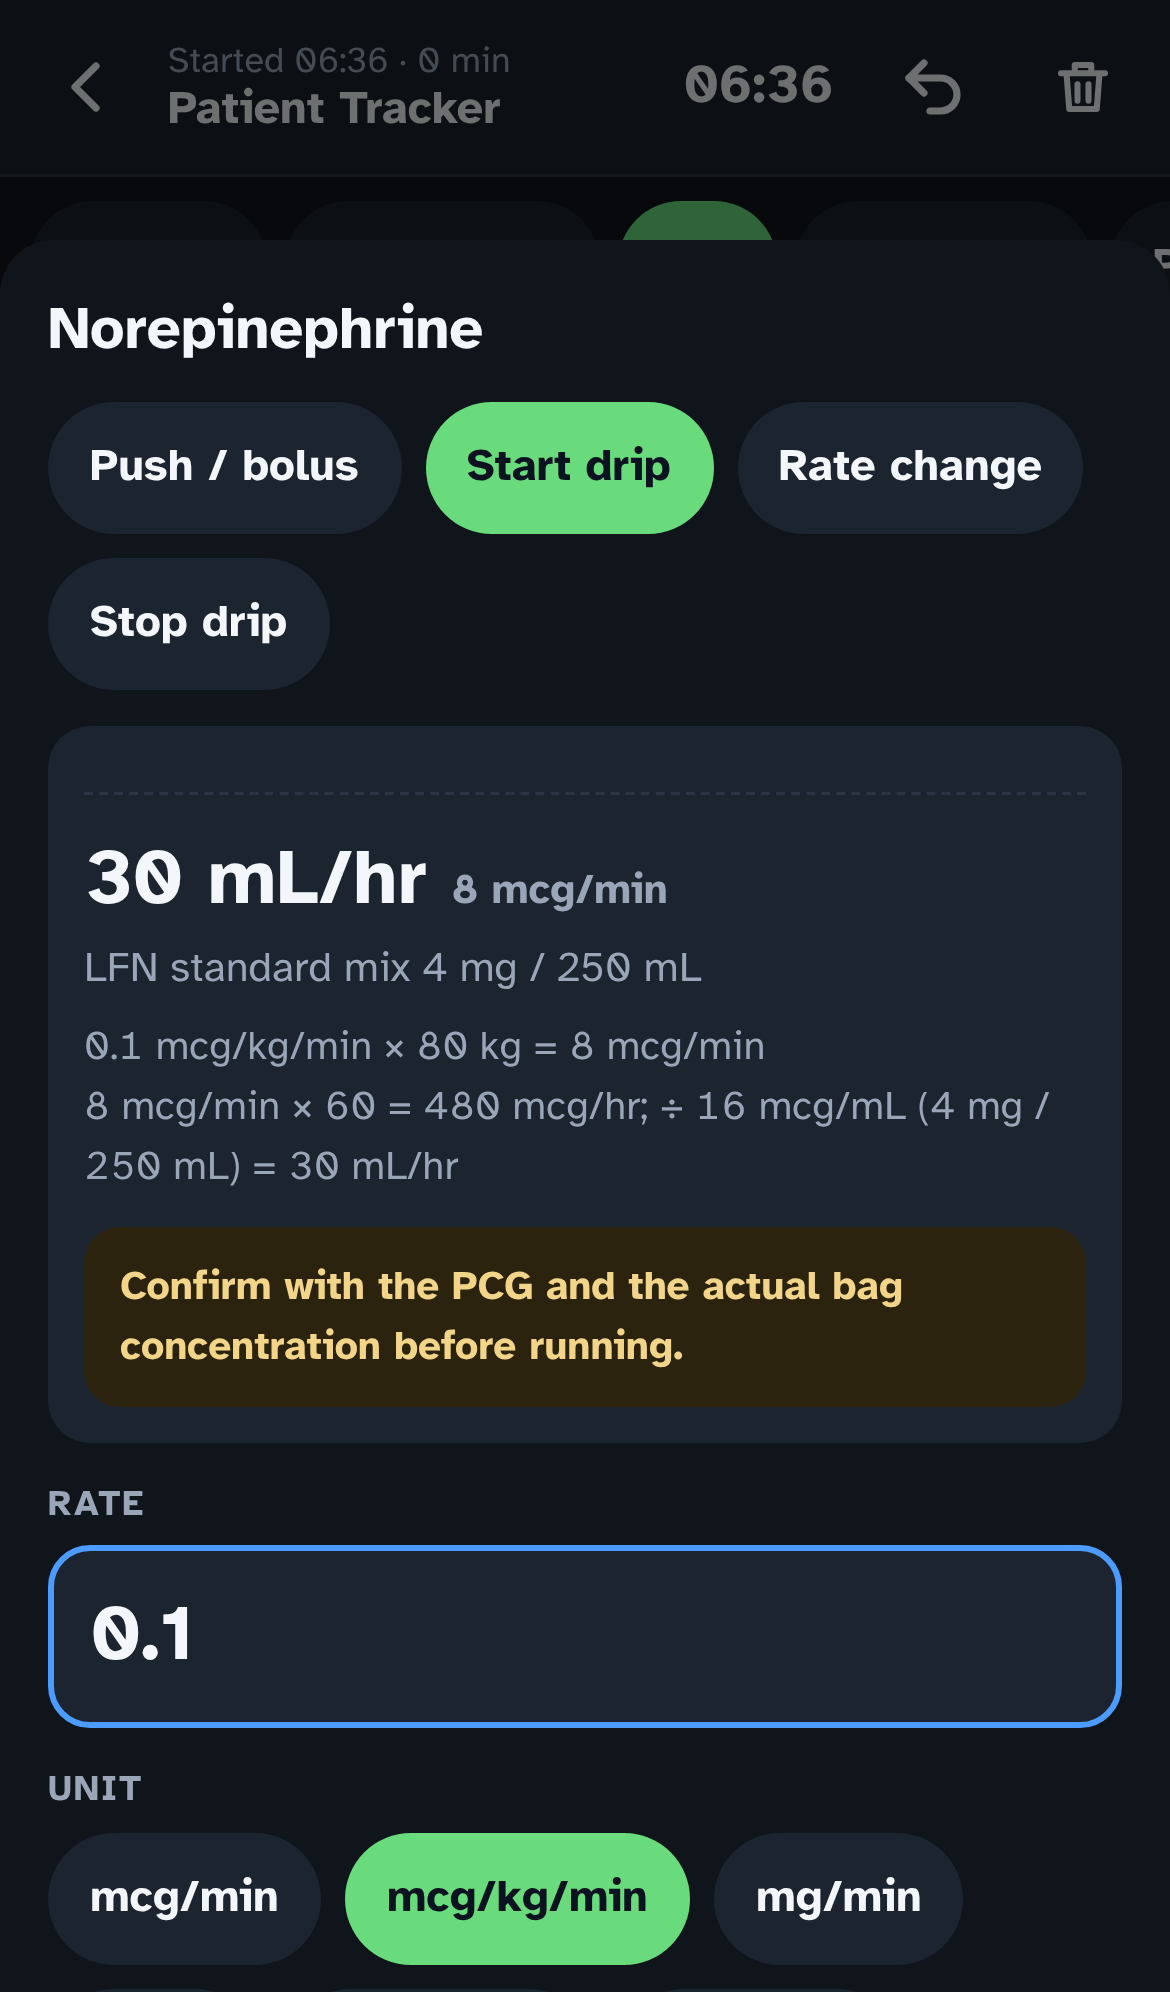 Started 06:36 · 0 min
Patient Tracker
06:36
Norepinephrine
Push / bolus
Start drip
Rate change
Stop drip
30 mL/hr 8 mcg/min
LFN standard mix 4 mg / 250 mL
0.1 mcg/kg/min × 80 kg = 8 mcg/min
8 mcg/min × 60 = 480 mcg/hr; ÷ 16 mcg/mL (4 mg /
250 mL) = 30 mL/hr
Confirm with the PCG and the actual bag
concentration before running.
RATE
0.1
UNIT
mcg/min
mcg/kg/min
mg/min